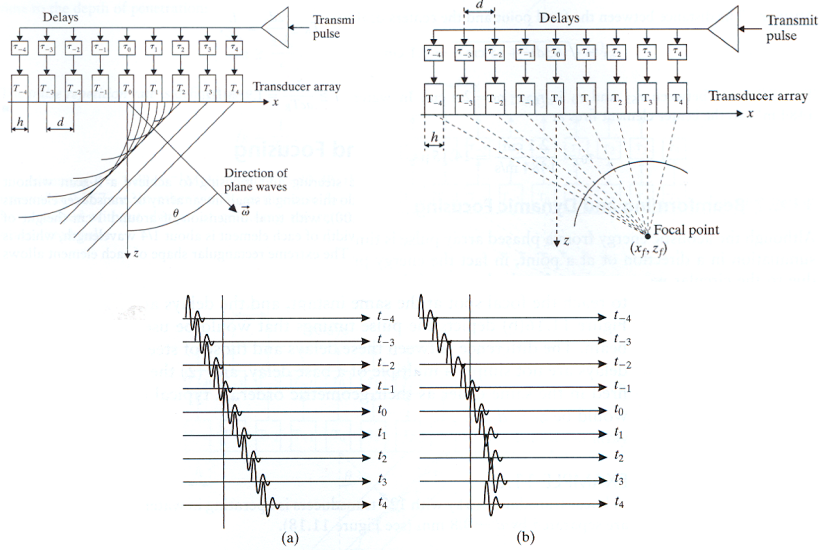 Delays
Transmi
pulse
τ₋₄ τ₋₃ τ₋₂ τ₋₁ τ₀ τ₁ τ₂ τ₃ τ₄
T₋₄ T₋₃ T₋₂ T₋₁ T₀ T₁ T₂ T₃ T₄
Transducer array
x
h
d
Direction of
plane waves
θ
ω⃗
z
d
Delays
Transmit
pulse
τ₋₄ τ₋₃ τ₋₂ τ₋₁ τ₀ τ₁ τ₂ τ₃ τ₄
T₋₄ T₋₃ T₋₂ T₋₁ T₀ T₁ T₂ T₃ T₄
Transducer array
x
h
z
Focal point
(x_f, z_f)
t₋₄
t₋₃
t₋₂
t₋₁
t₀
t₁
t₂
t₃
t₄
(a)
t₋₄
t₋₃
t₋₂
t₋₁
t₀
t₁
t₂
t₃
t₄
(b)